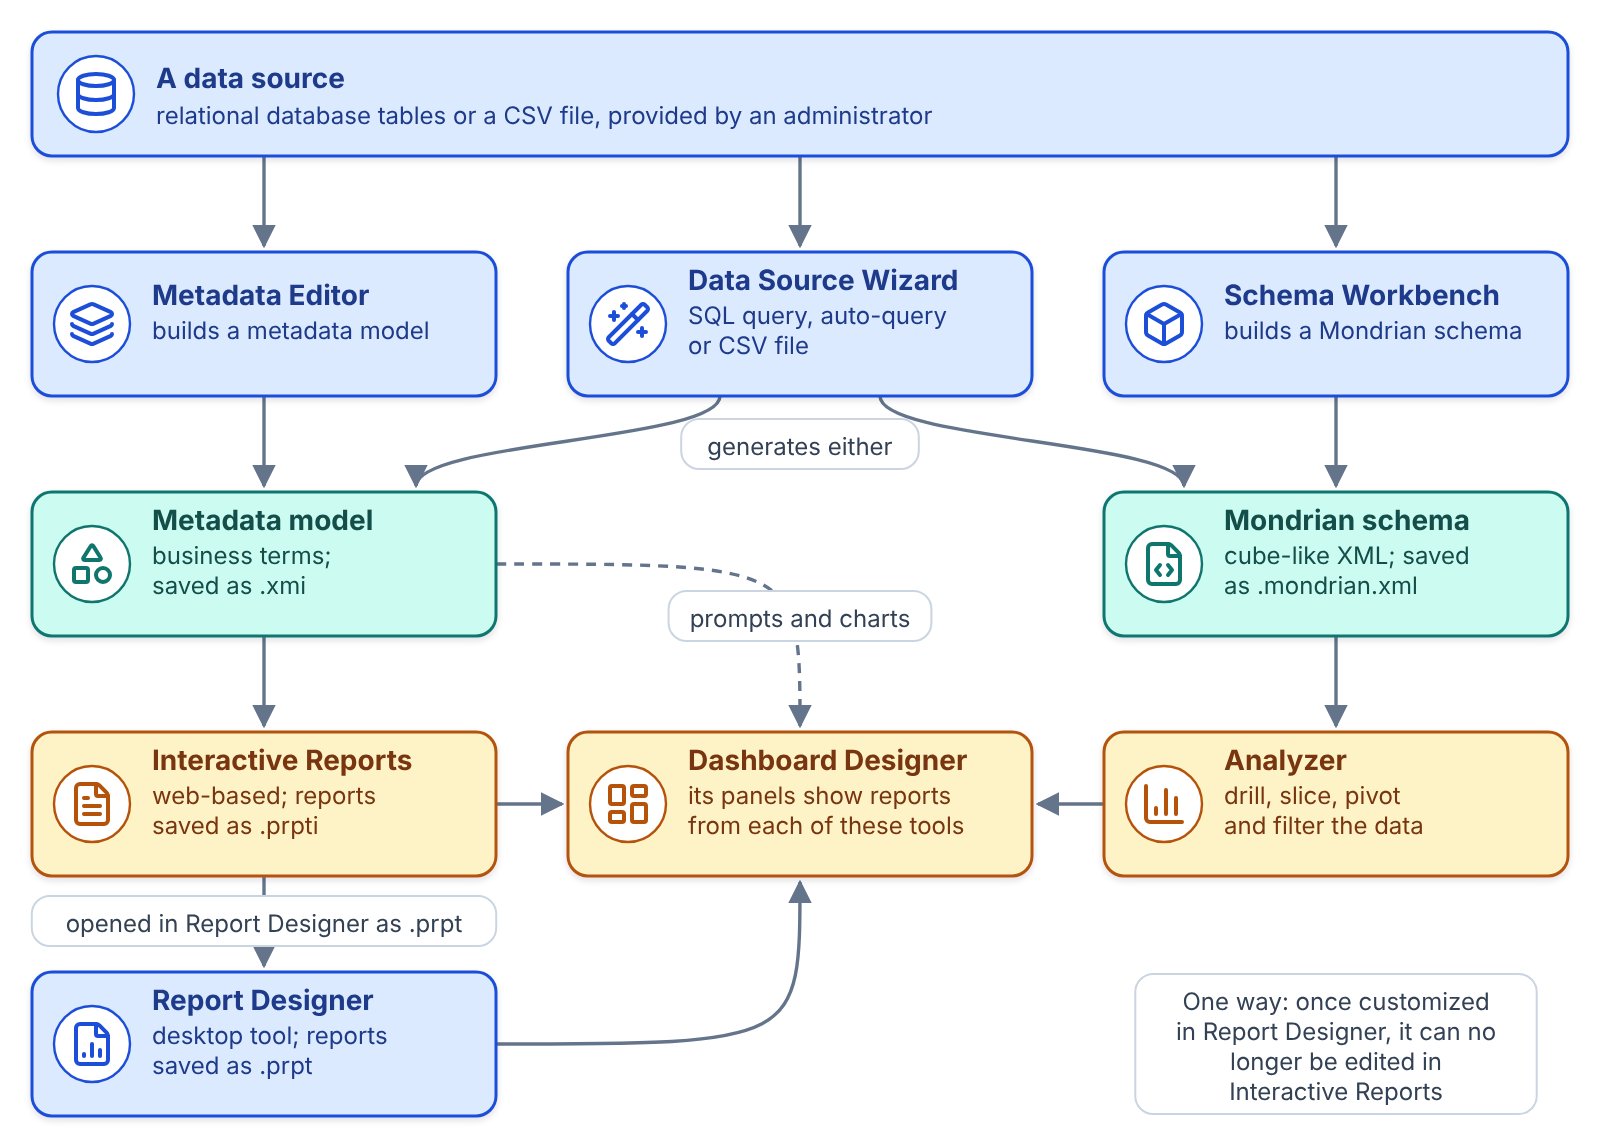 A data source
relational database tables or a CSV file, provided by an administrator
Metadata Editor
builds a metadata model
Data Source Wizard
SQL query, auto-query
or CSV file
Schema Workbench
builds a Mondrian schema
generates either
Metadata model
business terms;
saved as .xmi
prompts and charts
Mondrian schema
cube-like XML; saved
as .mondrian.xml
Interactive Reports
web-based; reports
saved as .prpti
Dashboard Designer
its panels show reports
from each of these tools
Analyzer
drill, slice, pivot
and filter the data
opened in Report Designer as .prpt
Report Designer
desktop tool; reports
saved as .prpt
One way: once customized
in Report Designer, it can no
longer be edited in
Interactive Reports